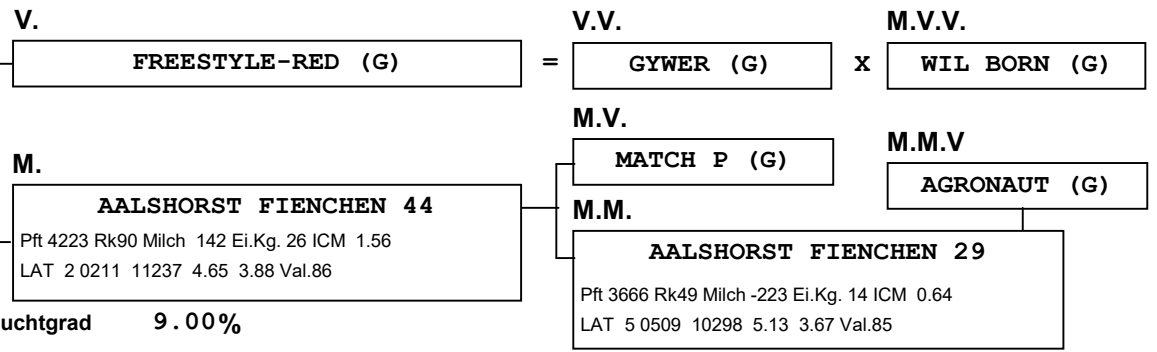 V.
FREESTYLE-RED (G)
=
V.V.
GYWER (G)
X
M.V.V.
WIL BORN (G)
M.
AALSHORST FIENCHEN 44
Pft 4223 Rk90 Milch 142 Ei.Kg. 26 ICM 1.56
LAT 2 0211 11237 4.65 3.88 Val.86
M.V.
MATCH P (G)
M.M.V
AGRONAUT (G)
M.M.
AALSHORST FIENCHEN 29
Pft 3666 Rk49 Milch -223 Ei.Kg. 14 ICM 0.64
LAT 5 0509 10298 5.13 3.67 Val.85
uchtgrad 9.00%